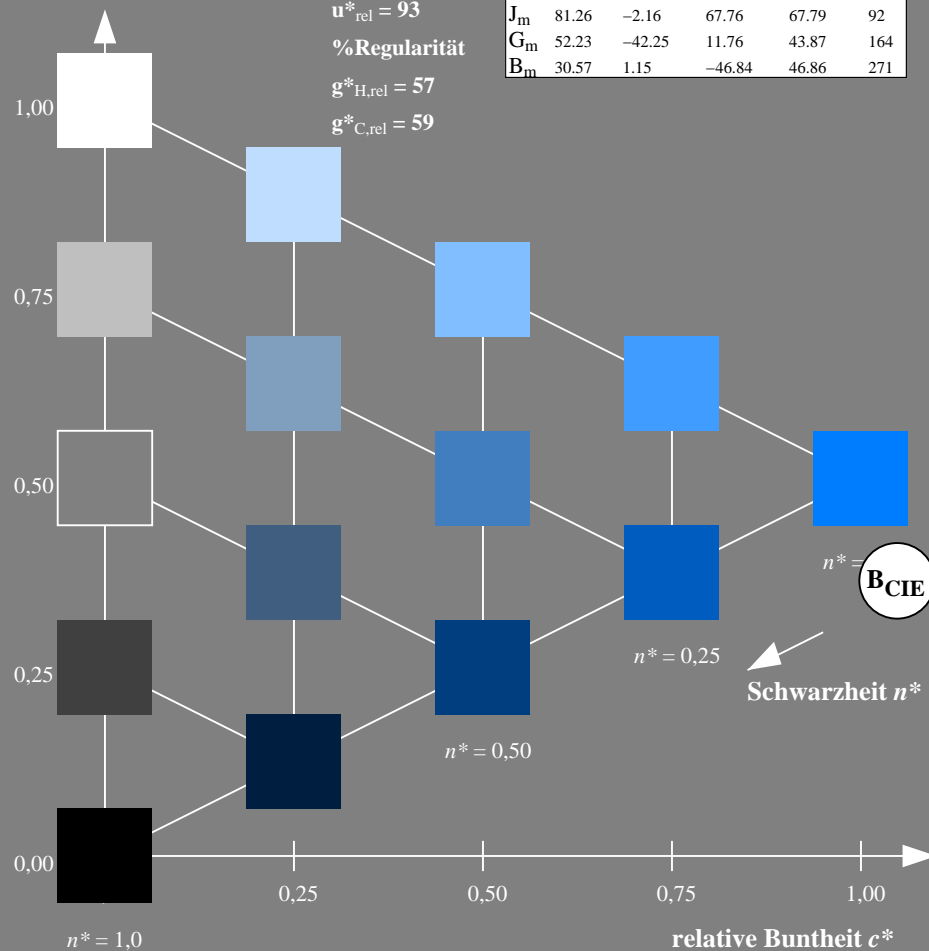 u*rel = 93
%Regularität
g*H,rel = 57
g*C,rel = 59
Jm 81.26 −2.16 67.76 67.79 92
Gm 52.23 −42.25 11.76 43.87 164
Bm 30.57 1.15 −46.84 46.86 271
1,00
0,75
0,50
n* =
BCIE
n* = 0,25
0,25
Schwarzheit n*
n* = 0,50
0,00
0,25 0,50 0,75 1,00
n* = 1,0
relative Buntheit c*